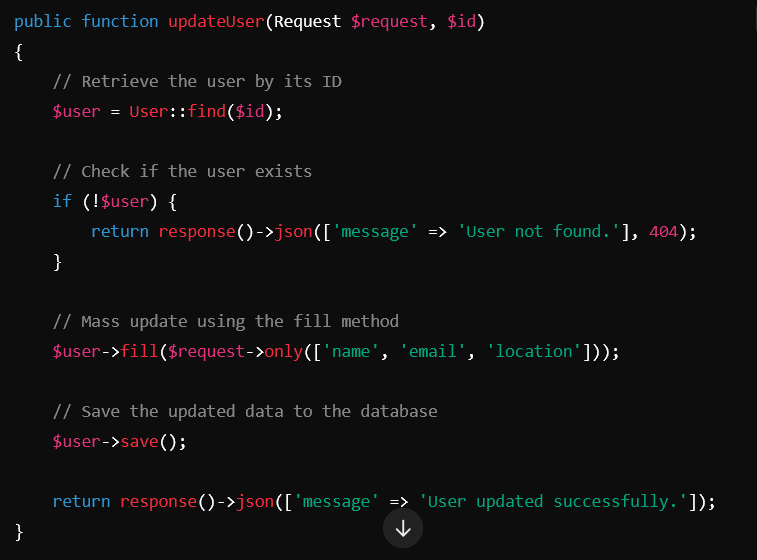 public function updateUser(Request $request, $id)
{
    // Retrieve the user by its ID
    $user = User::find($id);

    // Check if the user exists
    if (!$user) {
        return response()->json(['message' => 'User not found.'], 404);
    }

    // Mass update using the fill method
    $user->fill($request->only(['name', 'email', 'location']));

    // Save the updated data to the database
    $user->save();

    return response()->json(['message' => 'User updated successfully.']);
}